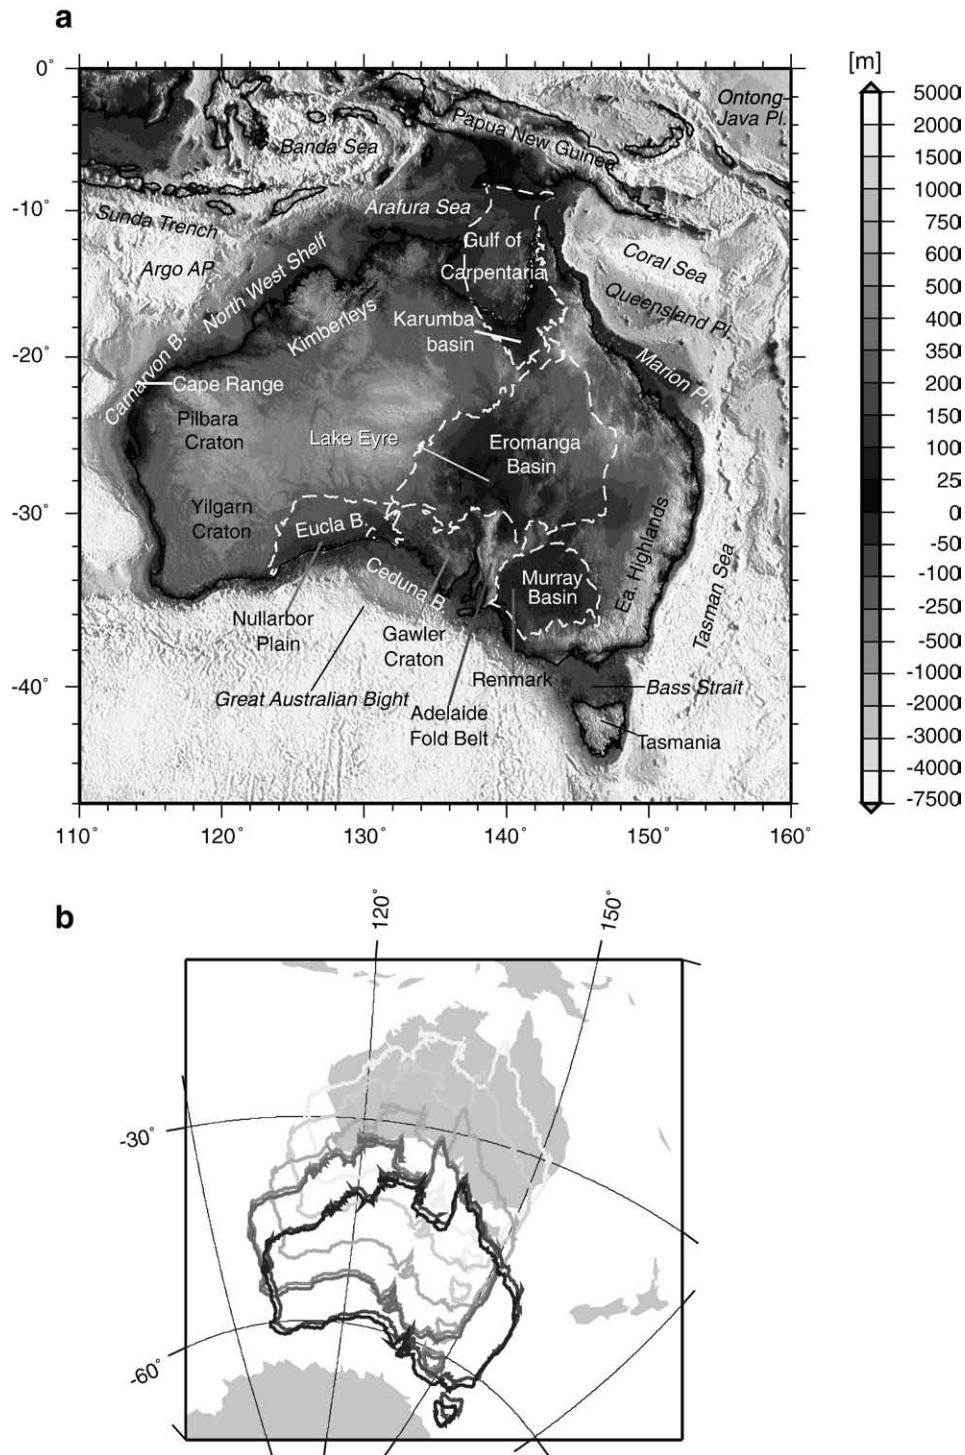 a
[m]
0°
-10°
-20°
-30°
-40°
110°
120°
130°
140°
150°
160°
Ontong-
Java Pl.
Papua New Guinea
Banda Sea
Arafura Sea
Sunda Trench
Gulf of
Carpentaria
Coral Sea
Argo AP
North West Shelf
Queensland Pl.
Kimberleys
Karumba
basin
Carnarvon B.
Marion Pl.
Cape Range
Pilbara
Craton
Lake Eyre
Eromanga
Basin
Yilgarn
Craton
Eucla B.
Ea. Highlands
Tasman Sea
Ceduna B.
Murray
Basin
Nullarbor
Plain
Gawler
Craton
Renmark
Great Australian Bight
Bass Strait
Adelaide
Fold Belt
Tasmania
5000
2000
1500
1000
750
600
500
400
350
200
150
100
25
0
-50
-100
-250
-500
-1000
-2000
-3000
-4000
-7500
b
120°
150°
-30°
-60°